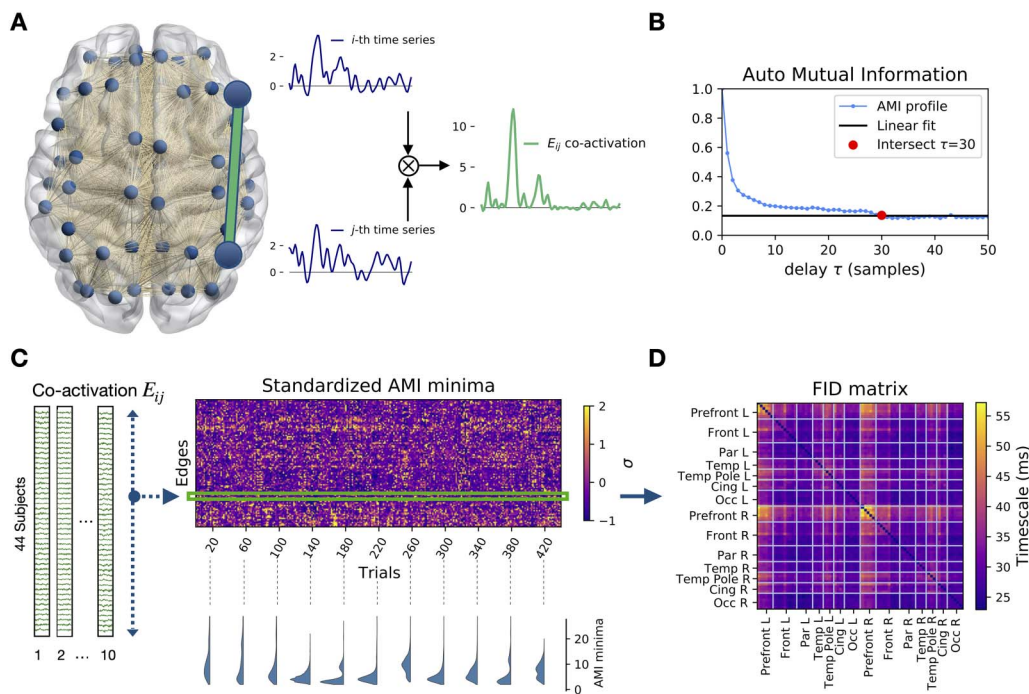 A
i-th time series
2
0
10
5
0
E_ij co-activation
j-th time series
2
0
B
Auto Mutual Information
1.0
0.8
0.6
0.4
0.2
0.0
AMI profile
Linear fit
Intersect τ=30
0
10
20
30
40
50
delay τ (samples)
C
Co-activation E_ij
44 Subjects
1 2 ... 10
...
Standardized AMI minima
Edges
20 60 100 140 180 220 260 300 340 380 420
Trials
2
1
0
−1
σ
20
10
0
AMI minima
D
FID matrix
Prefront L
Front L
Par L
Temp L
Temp Pole L
Cing L
Occ L
Prefront R
Front R
Par R
Temp R
Temp Pole R
Cing R
Occ R
Prefront L
Front L
Par L
Temp L
Temp Pole L
Cing L
Occ L
Prefront R
Front R
Par R
Temp R
Temp Pole R
Cing R
Occ R
55
50
45
40
35
30
25
Timescale (ms)